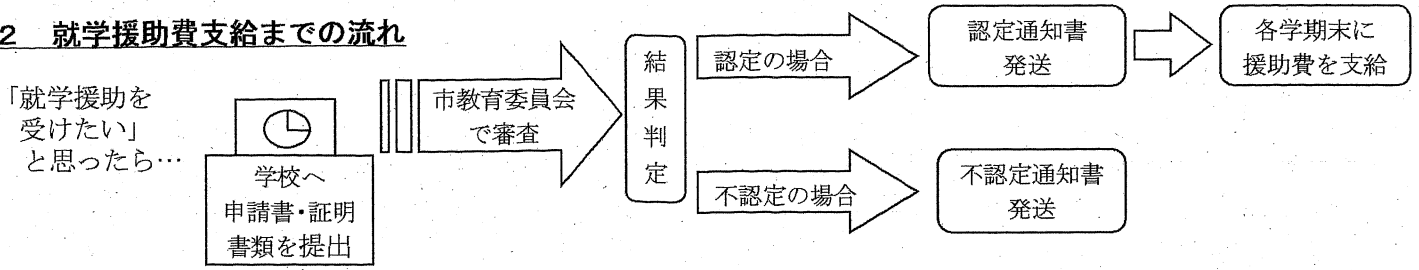 2 就学援助費支給までの流れ
「就学援助を
受けたい」
と思ったら…
学校へ
申請書・証明
書類を提出
市教育委員会
で審査
結果判定
認定の場合
認定通知書
発送
各学期末に
援助費を支給
不認定の場合
不認定通知書
発送